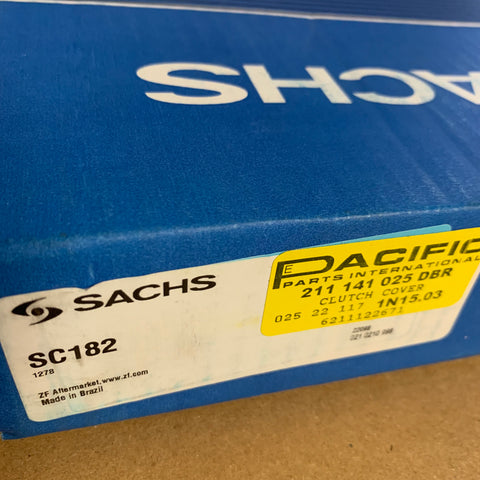 SACHS
SACHS
SC182
1278
ZF Aftermarket.www.zf.com
Made in Brazil
PACIFIC
PARTS INTERNATIONAL
211 141 025 DBR
CLUTCH COVER
025 22 117 1N15.03
6211122671